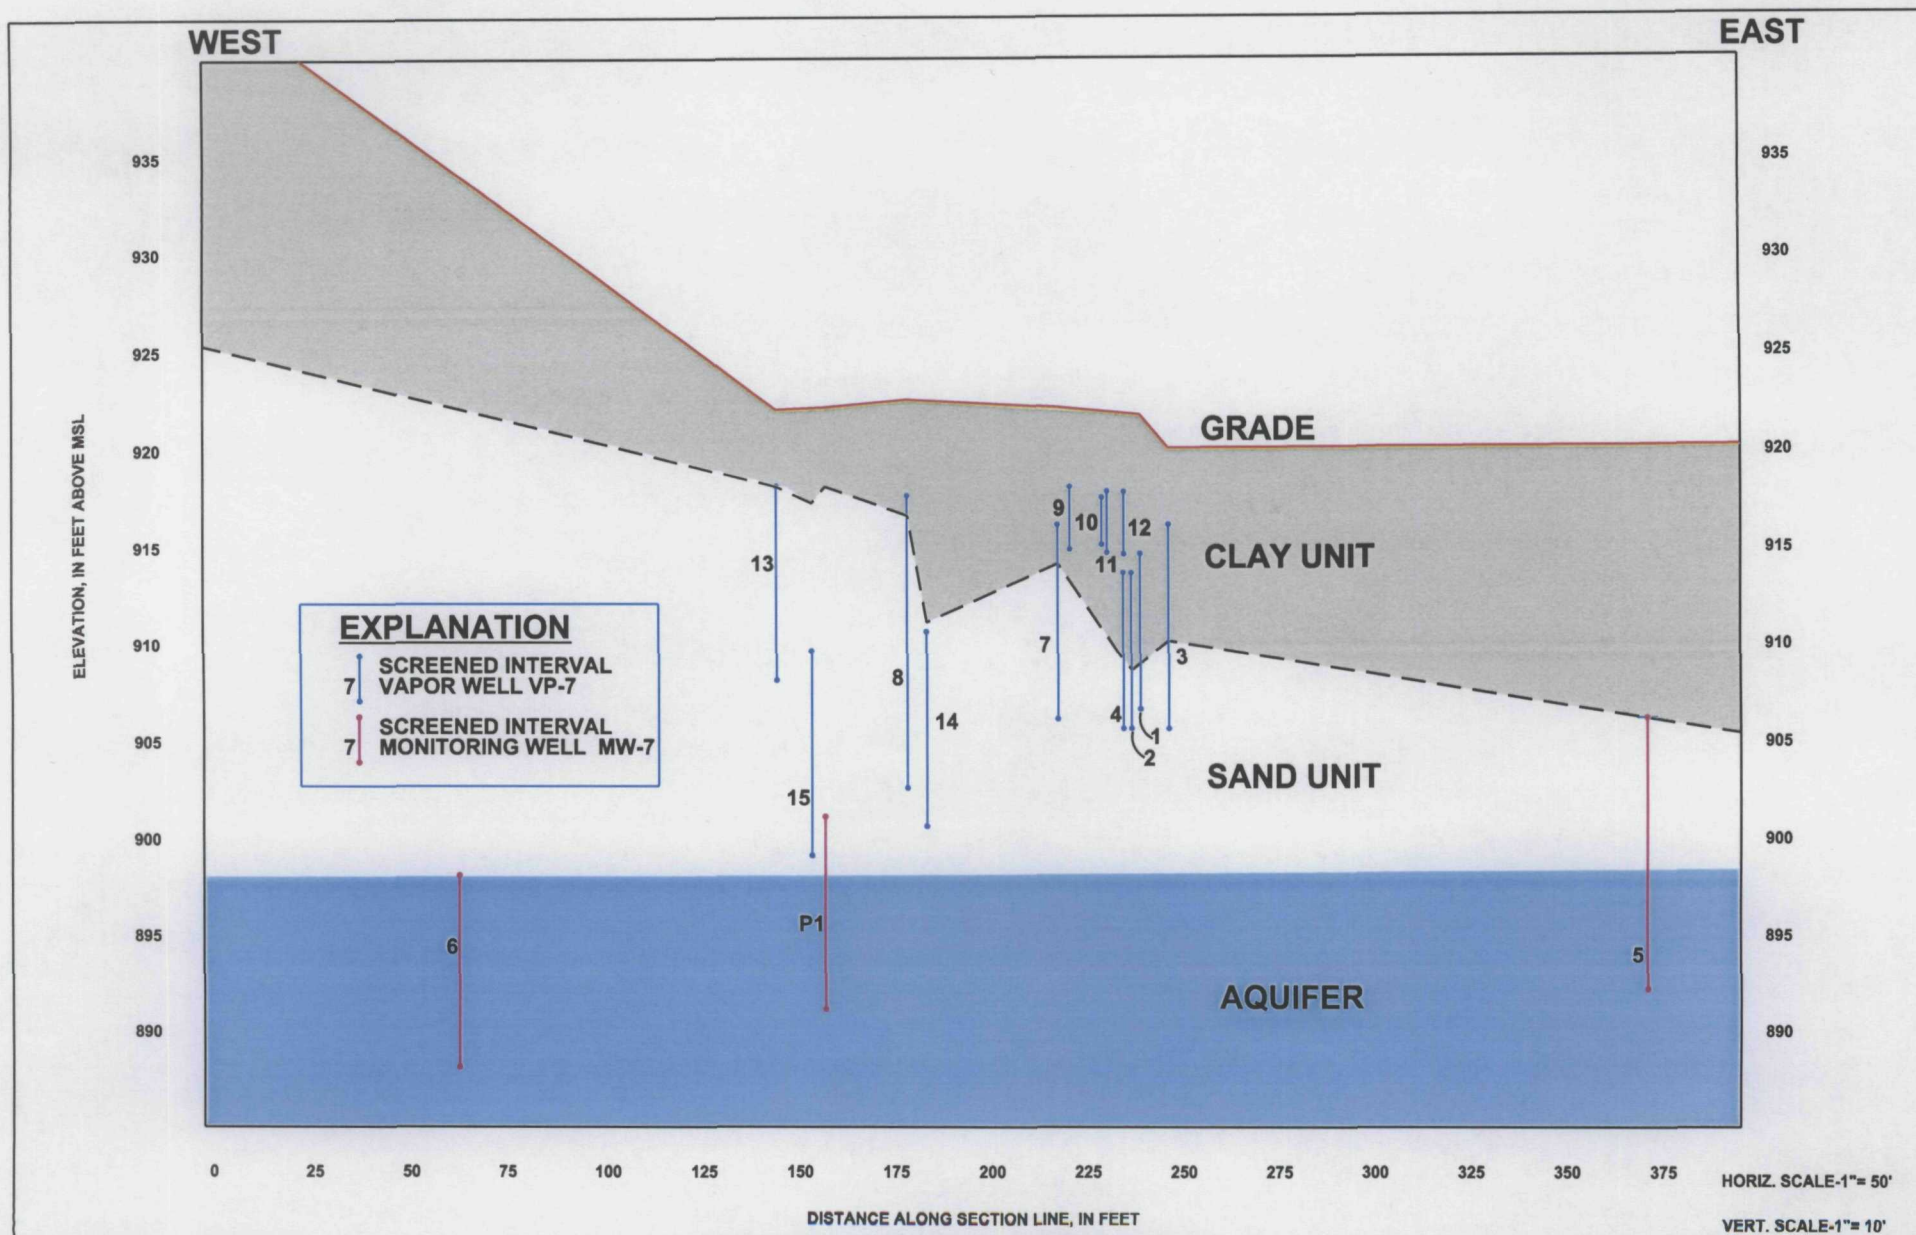 WEST
EAST
935
930
925
920
915
910
905
900
895
890
ELEVATION, IN FEET ABOVE MSL
935
930
925
920
915
910
905
900
895
890
GRADE
CLAY UNIT
SAND UNIT
AQUIFER
13
15
8
14
9
10
12
11
7
4
3
1
2
6
P1
5
EXPLANATION
SCREENED INTERVAL
7 VAPOR WELL VP-7
SCREENED INTERVAL
7 MONITORING WELL MW-7
0 25 50 75 100 125 150 175 200 225 250 275 300 325 350 375
DISTANCE ALONG SECTION LINE, IN FEET
HORIZ. SCALE-1"= 50'
VERT. SCALE-1"= 10'